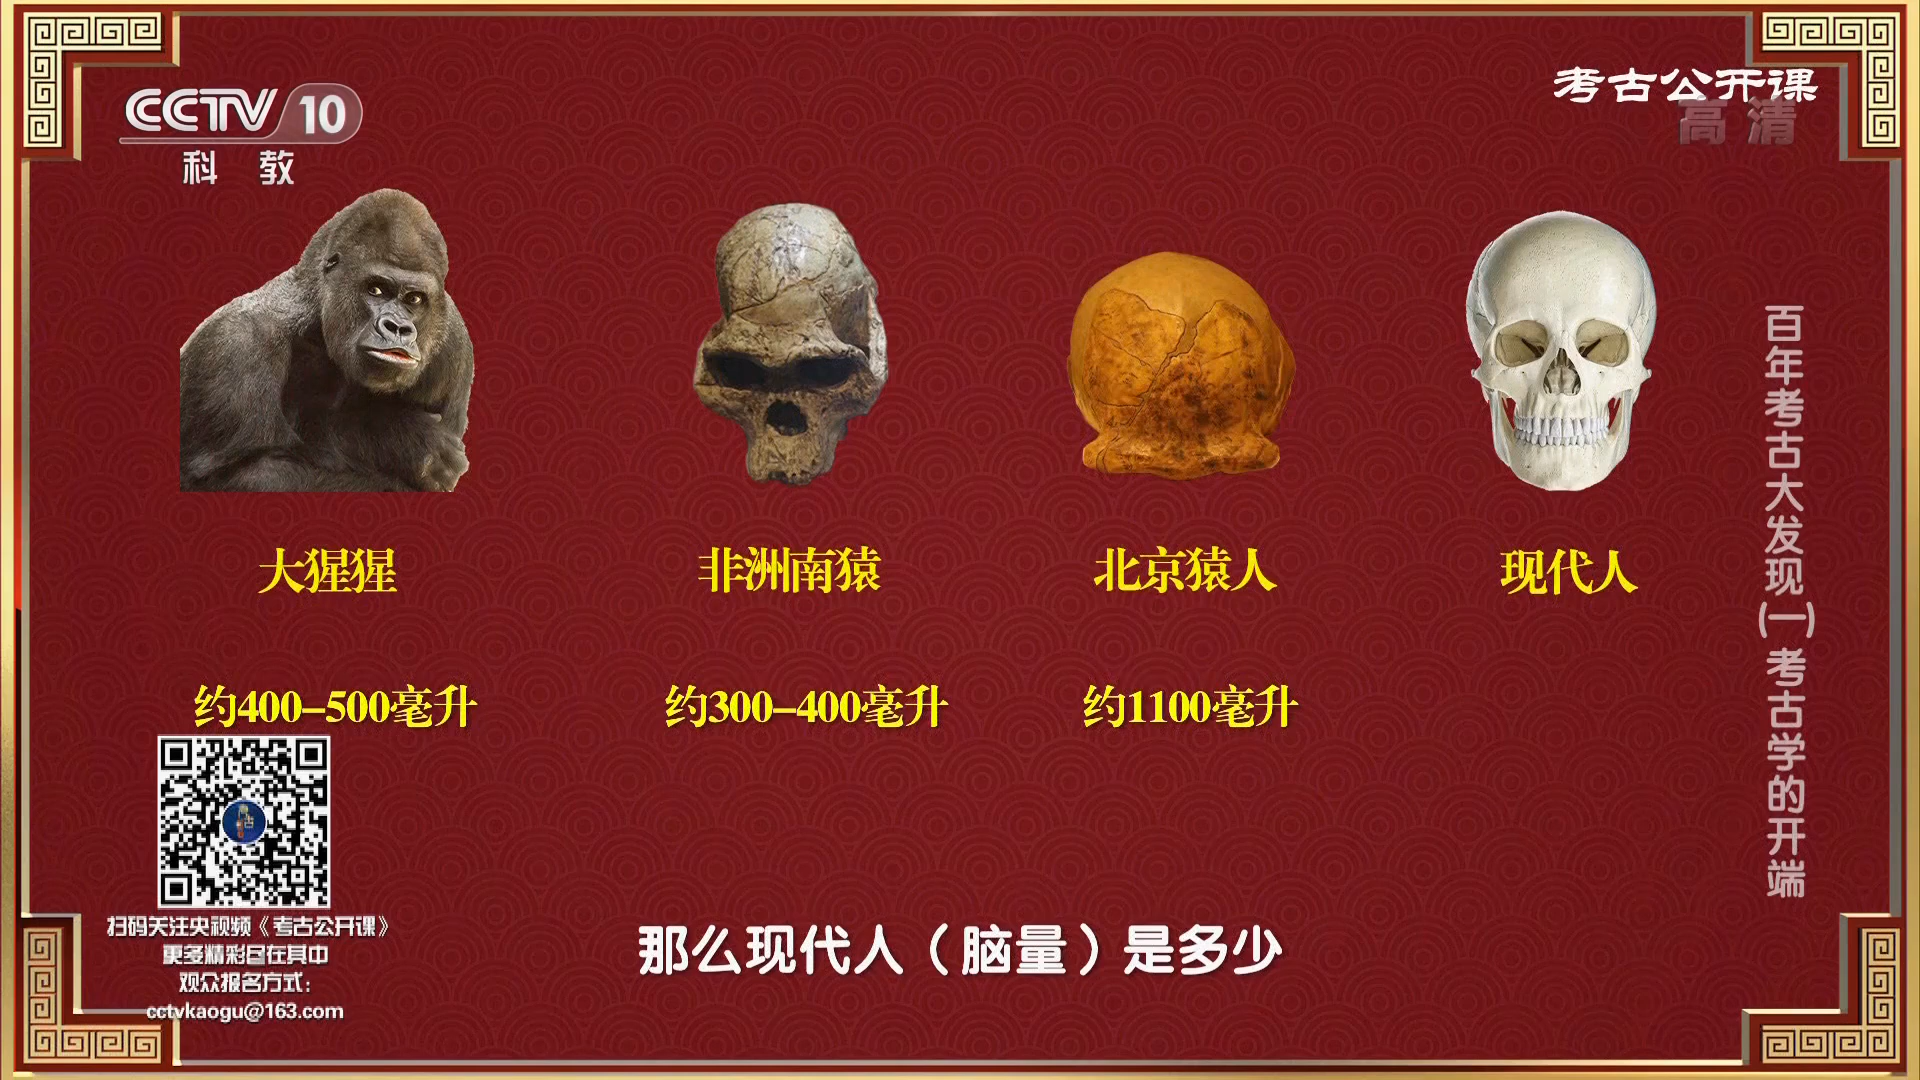 CCTV 10
科 教
考古公开课
高清
大猩猩
非洲南猿
北京猿人
现代人
约400-500毫升
约300-400毫升
约1100毫升
百年考古大发现(一) 考古学的开端
扫码关注央视频《考古公开课》
更多精彩尽在其中
观众报名方式：
cctvkaogu@163.com
那么现代人（脑量）是多少